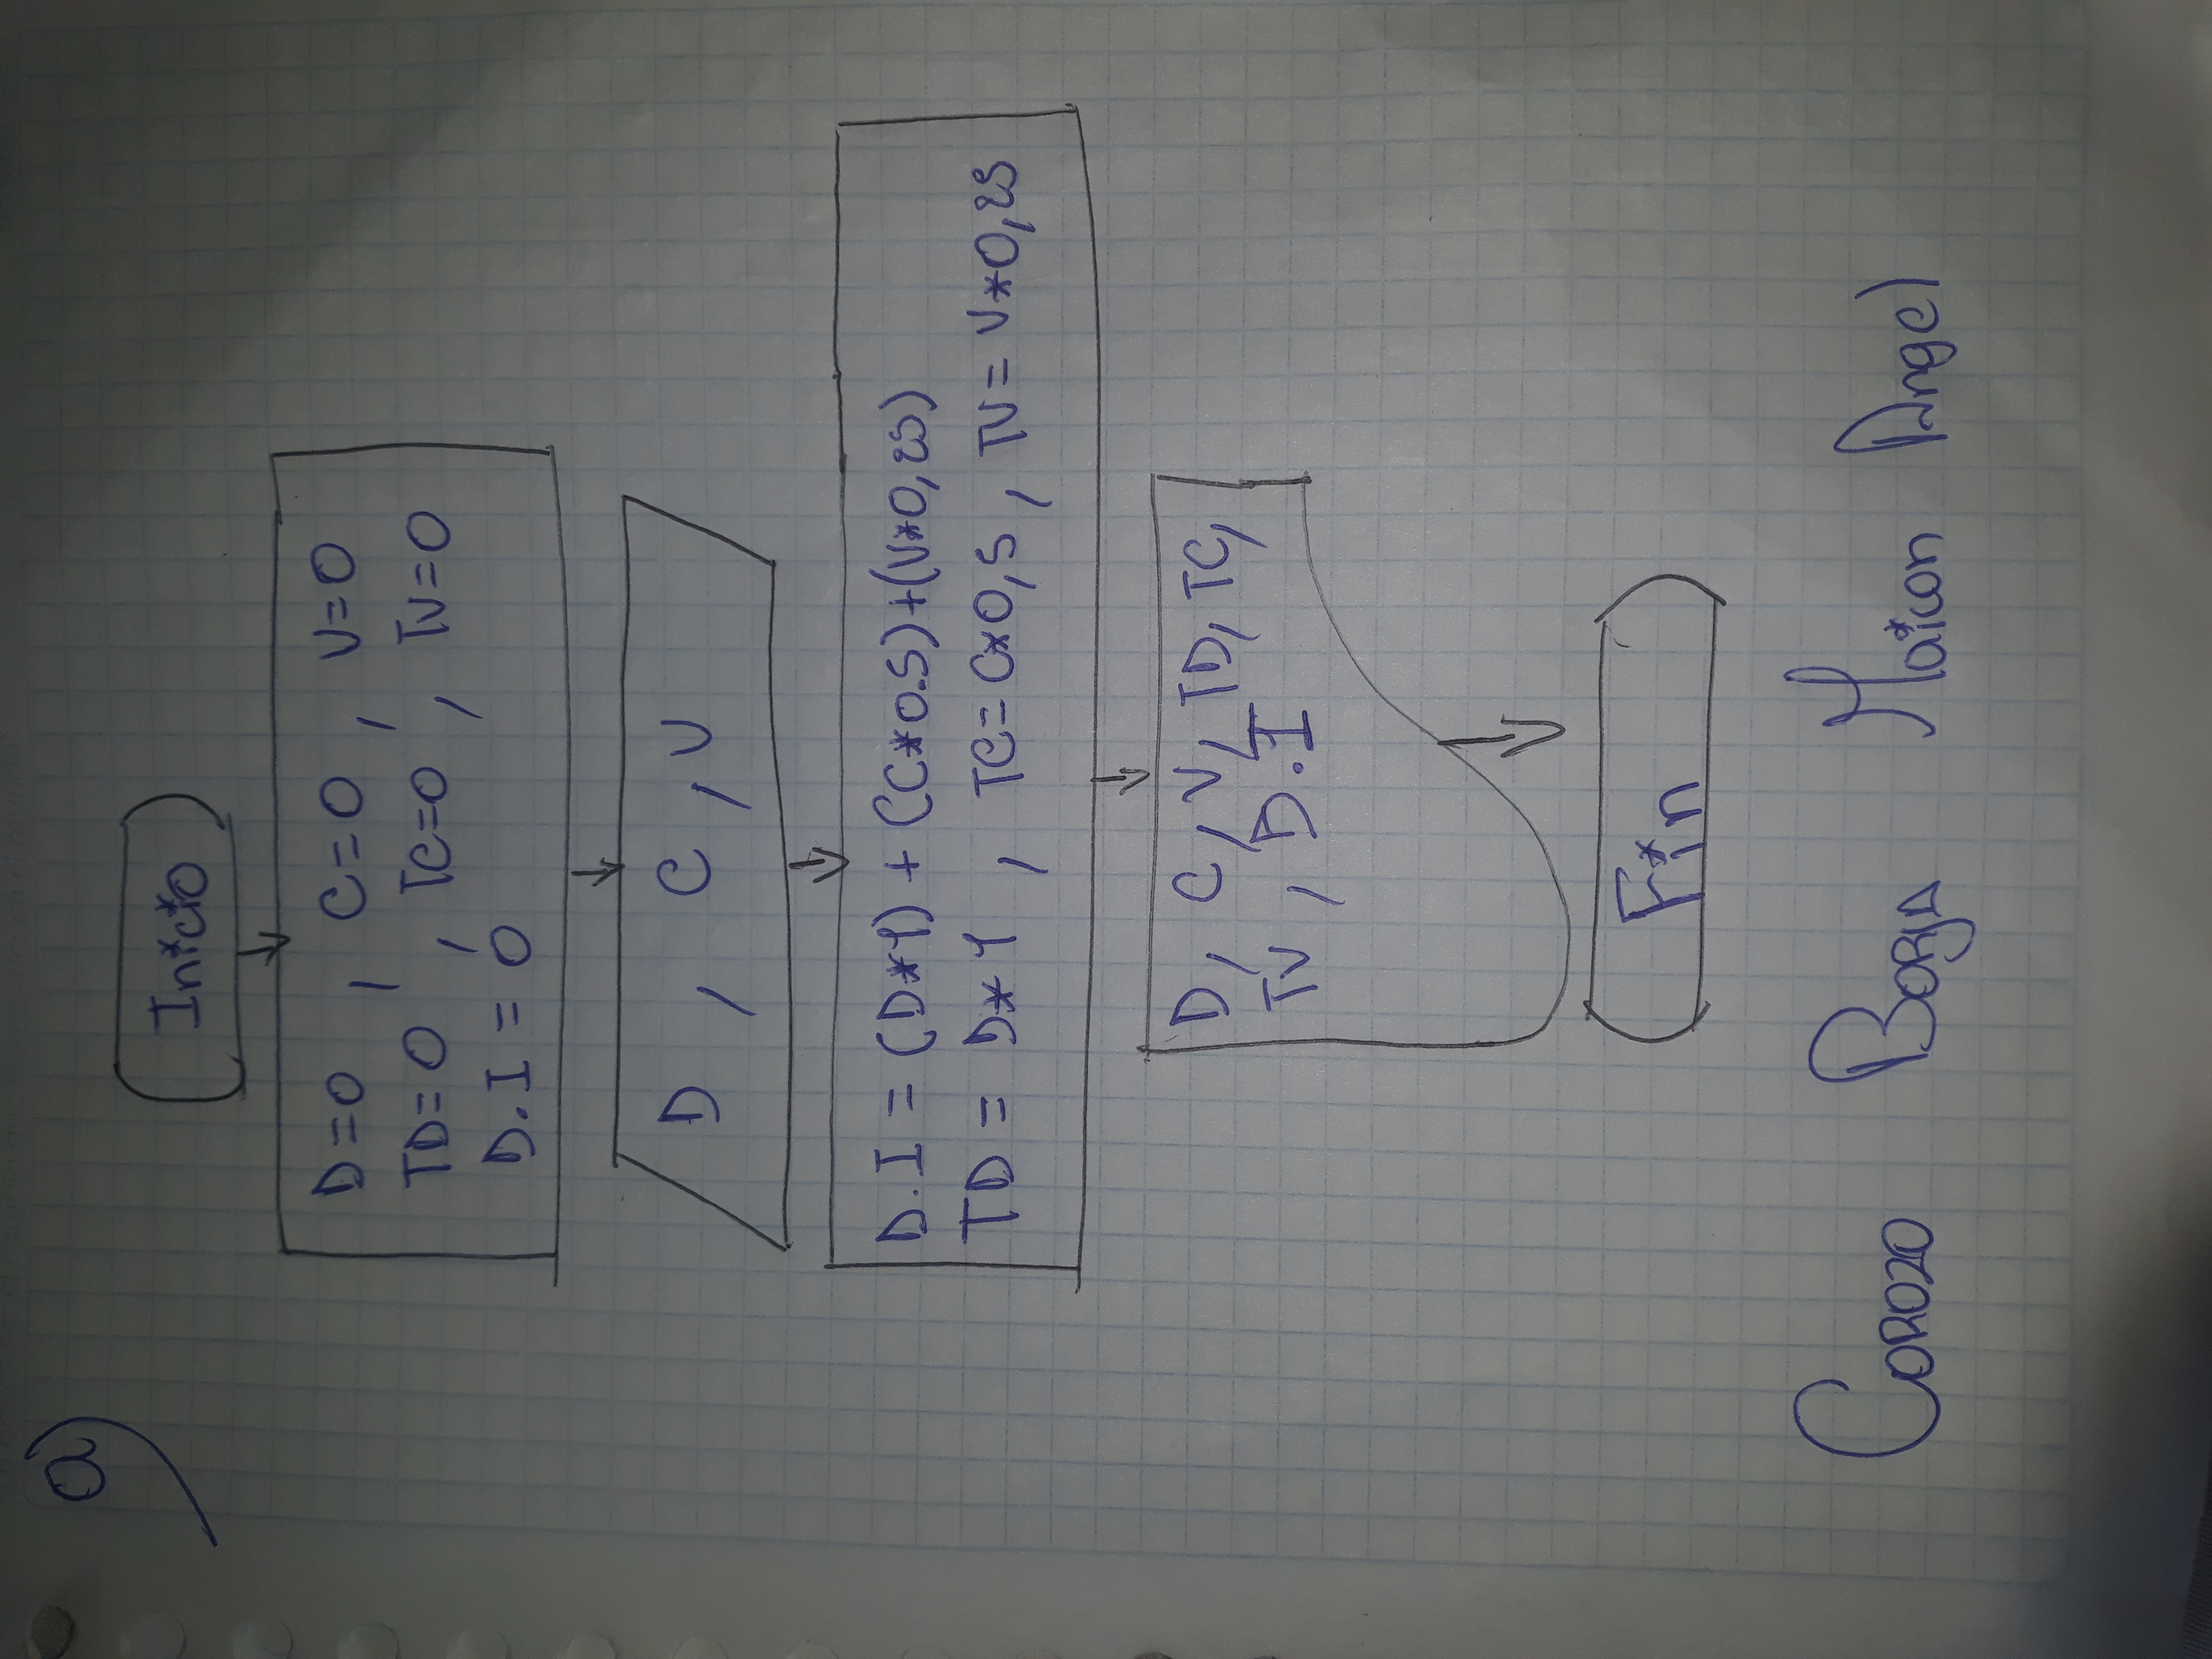 a)
Inicio
D=0 , C=0 , V=0
TD=0 , TC=0 , TV=0
D.I = 0
D , C , V
D.I = (D*1) + (C*0.5)+(V*0,25)
TD = D*1 , TC=C*0,5 , TV= V*0,25
D, C, V, TD, TC,
TV , D.I
Fin
Corozo Borja Maicon Angel